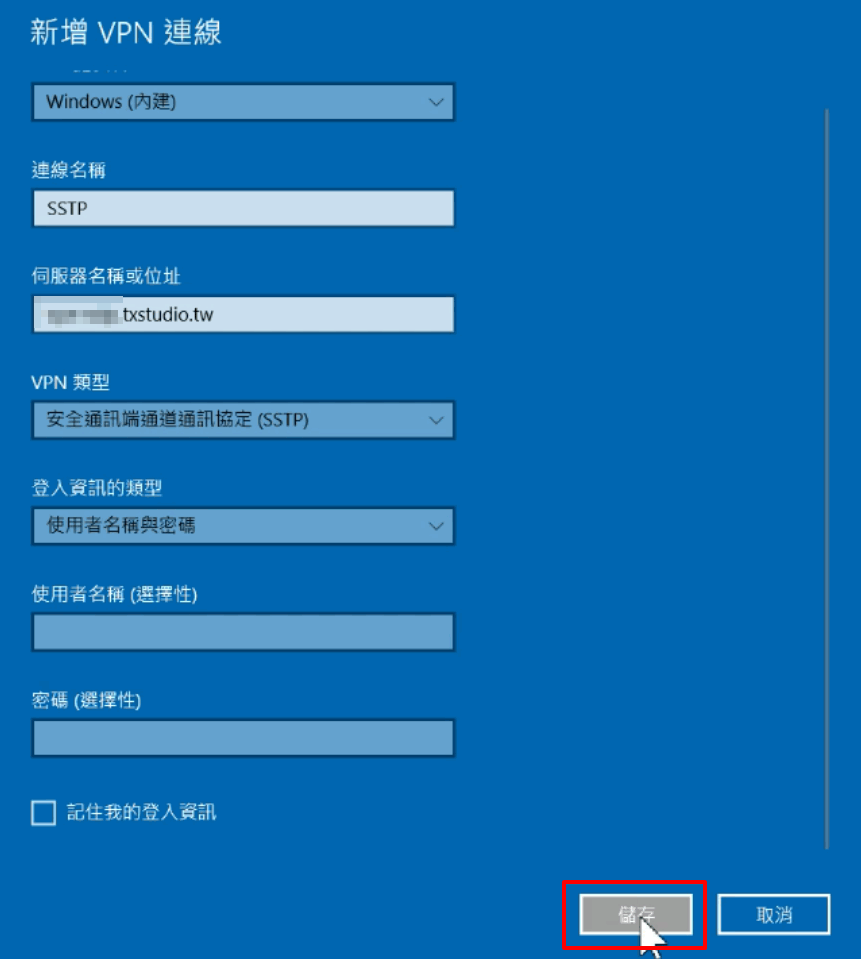 新增 VPN 連線
Windows (內建)
連線名稱
SSTP
伺服器名稱或位址
.txstudio.tw
VPN 類型
安全通訊端通道通訊協定 (SSTP)
登入資訊的類型
使用者名稱與密碼
使用者名稱 (選擇性)
密碼 (選擇性)
記住我的登入資訊
儲存
取消